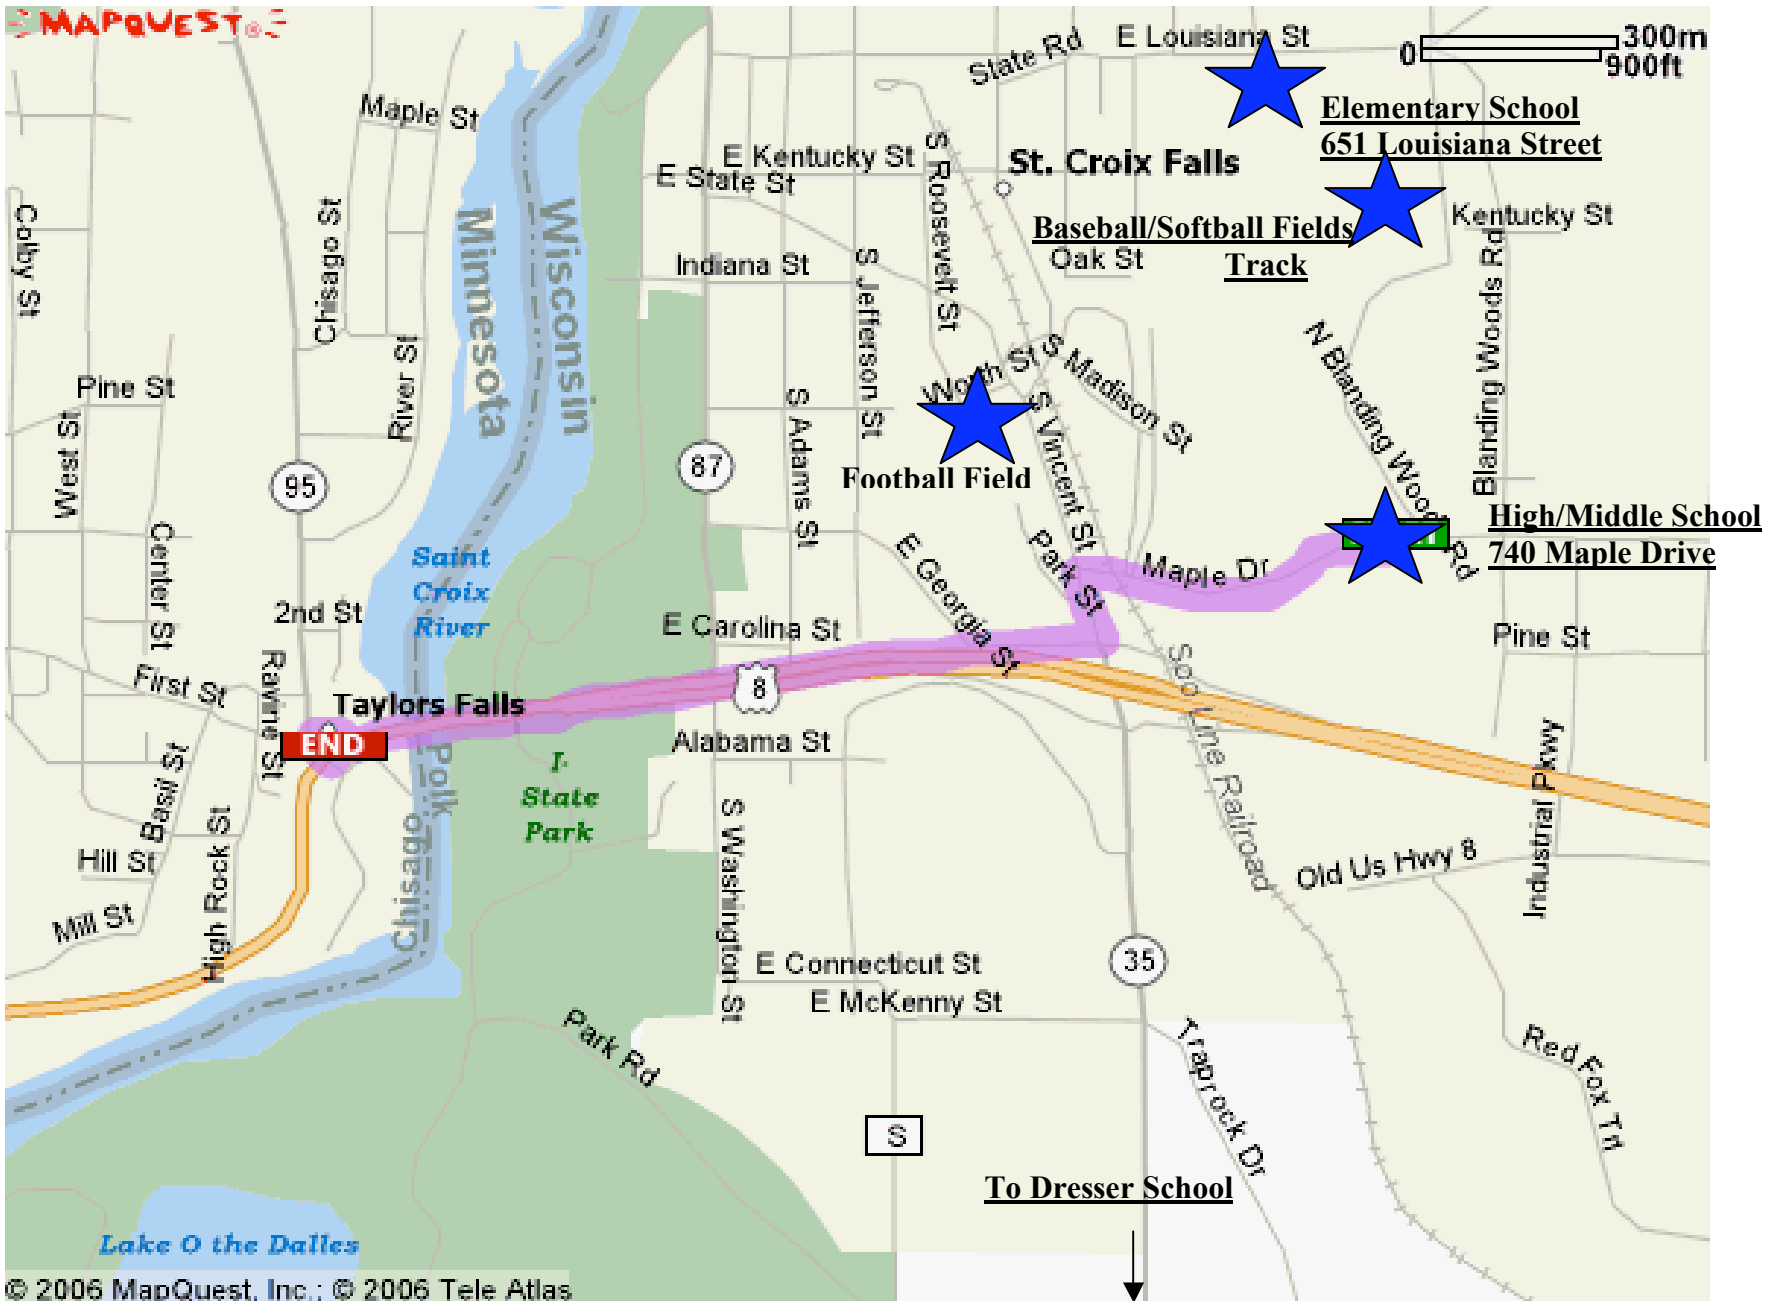 MAPQUEST®
E Louisiana St
State Rd
0
300m
900ft
Maple St
Elementary School
651 Louisiana Street
S Roosevelt St
E Kentucky St
St. Croix Falls
E State St
Baseball/Softball Fields
Track
Kentucky St
Colby St
Chisago St
Minnesota
Wisconsin
Indiana St
S Jefferson St
Oak St
Blanding Woods Rd
N Blanding Wood
Rd
Pine St
River St
West St
S Adams St
Worth St
S Madison St
S Vincent St
87
95
Football Field
High/Middle School
740 Maple Drive
Center St
Saint
Croix
River
E Georgia St
Park St
Maple Dr
2nd St
E Carolina St
Pine St
First St
Ravine St
Taylors Falls
END
8
Soo Line Railroad
Alabama St
Polk
Chisago
I-
State
Park
Basil St
High Rock St
Hill St
Mill St
S Washington St
Industrial Pkwy
Old Us Hwy 8
E Connecticut St
35
E McKenny St
Park Rd
Traprock Dr
Red Fox Trl
S
To Dresser School
Lake O the Dalles
© 2006 MapQuest, Inc.; © 2006 Tele Atlas